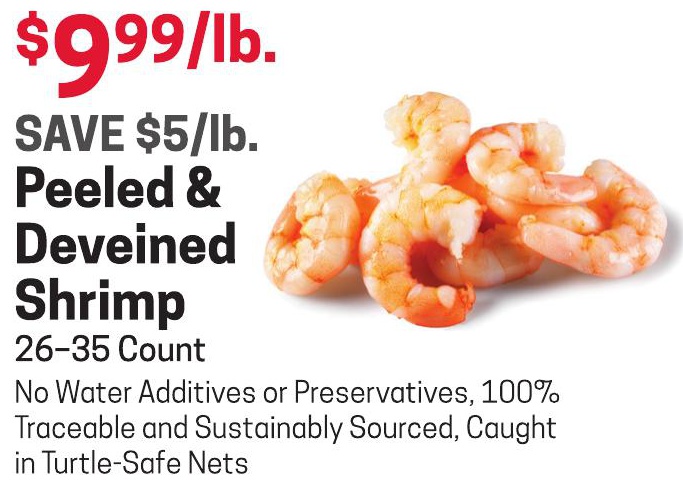 $9.99/lb.
SAVE $5/lb.
Peeled &
Deveined
Shrimp
26–35 Count
No Water Additives or Preservatives, 100%
Traceable and Sustainably Sourced, Caught
in Turtle-Safe Nets